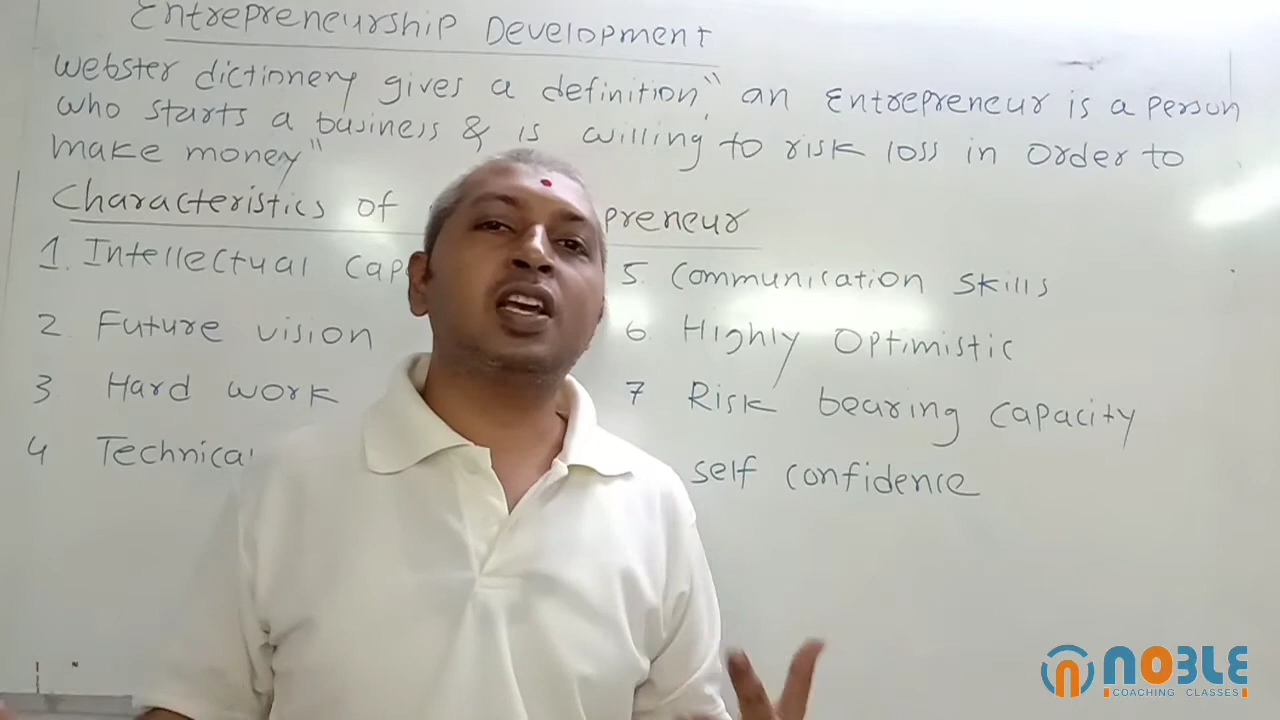 Entrepreneurship Development
Webster dictinnery gives a definition," an Entrepreneur is a person
who starts a business & is willing to risk loss in order to
make money"
Characteristics of preneur
1. Intellectual Cap
2 Future vision
3 Hard work
4 Technical
5. Communication Skills
6 Highly Optimistic
7 Risk bearing capacity
self confidence
NOBLE
COACHING CLASSES